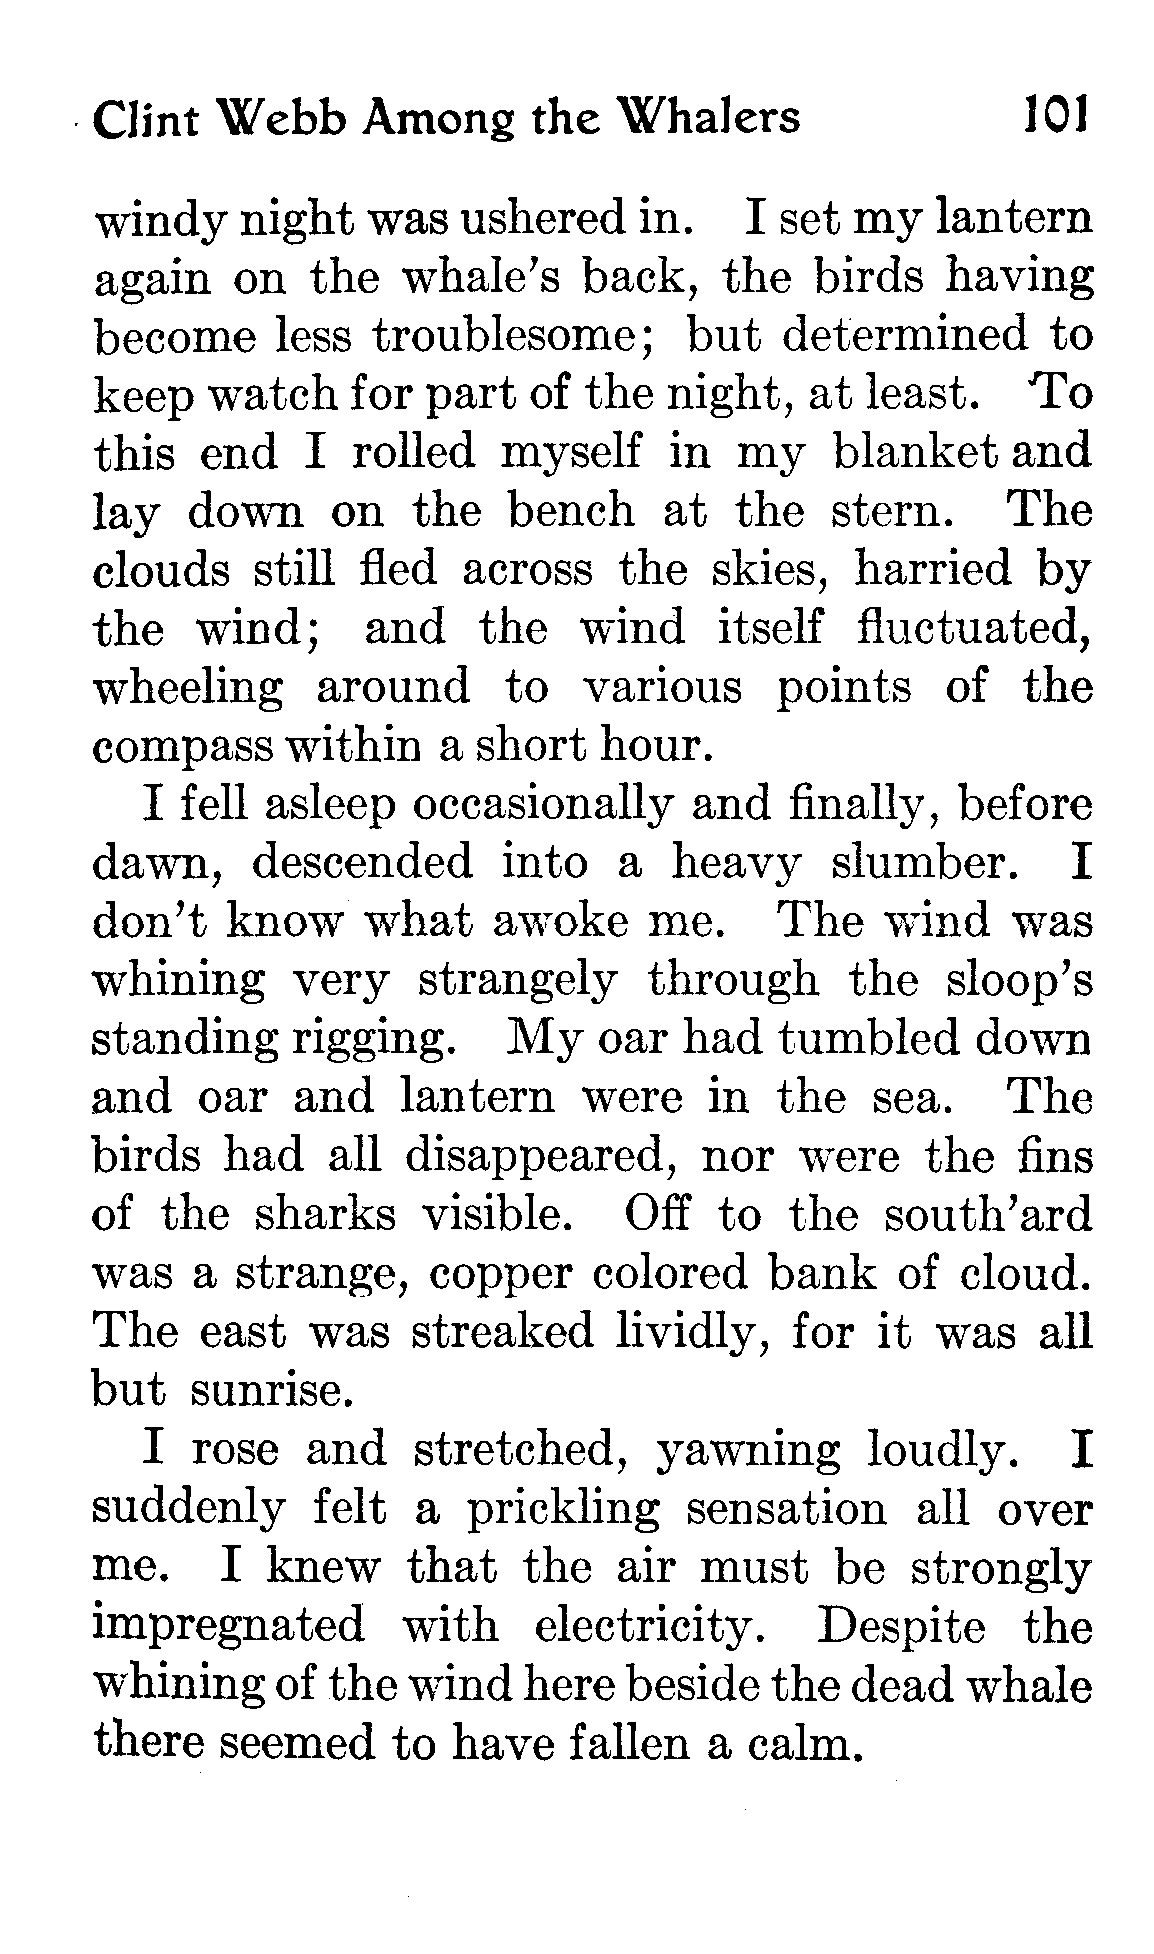 Clint Webb Among the Whalers 101
windy night was ushered in. I set my lantern
again on the whale's back, the birds having
become less troublesome; but determined to
keep watch for part of the night, at least. To
this end I rolled myself in my blanket and
lay down on the bench at the stern. The
clouds still fled across the skies, harried by
the wind; and the wind itself fluctuated,
wheeling around to various points of the
compass within a short hour.
I fell asleep occasionally and finally, before
dawn, descended into a heavy slumber. I
don't know what awoke me. The wind was
whining very strangely through the sloop's
standing rigging. My oar had tumbled down
and oar and lantern were in the sea. The
birds had all disappeared, nor were the fins
of the sharks visible. Off to the south'ard
was a strange, copper colored bank of cloud.
The east was streaked lividly, for it was all
but sunrise.
I rose and stretched, yawning loudly. I
suddenly felt a prickling sensation all over
me. I knew that the air must be strongly
impregnated with electricity. Despite the
whining of the wind here beside the dead whale
there seemed to have fallen a calm.